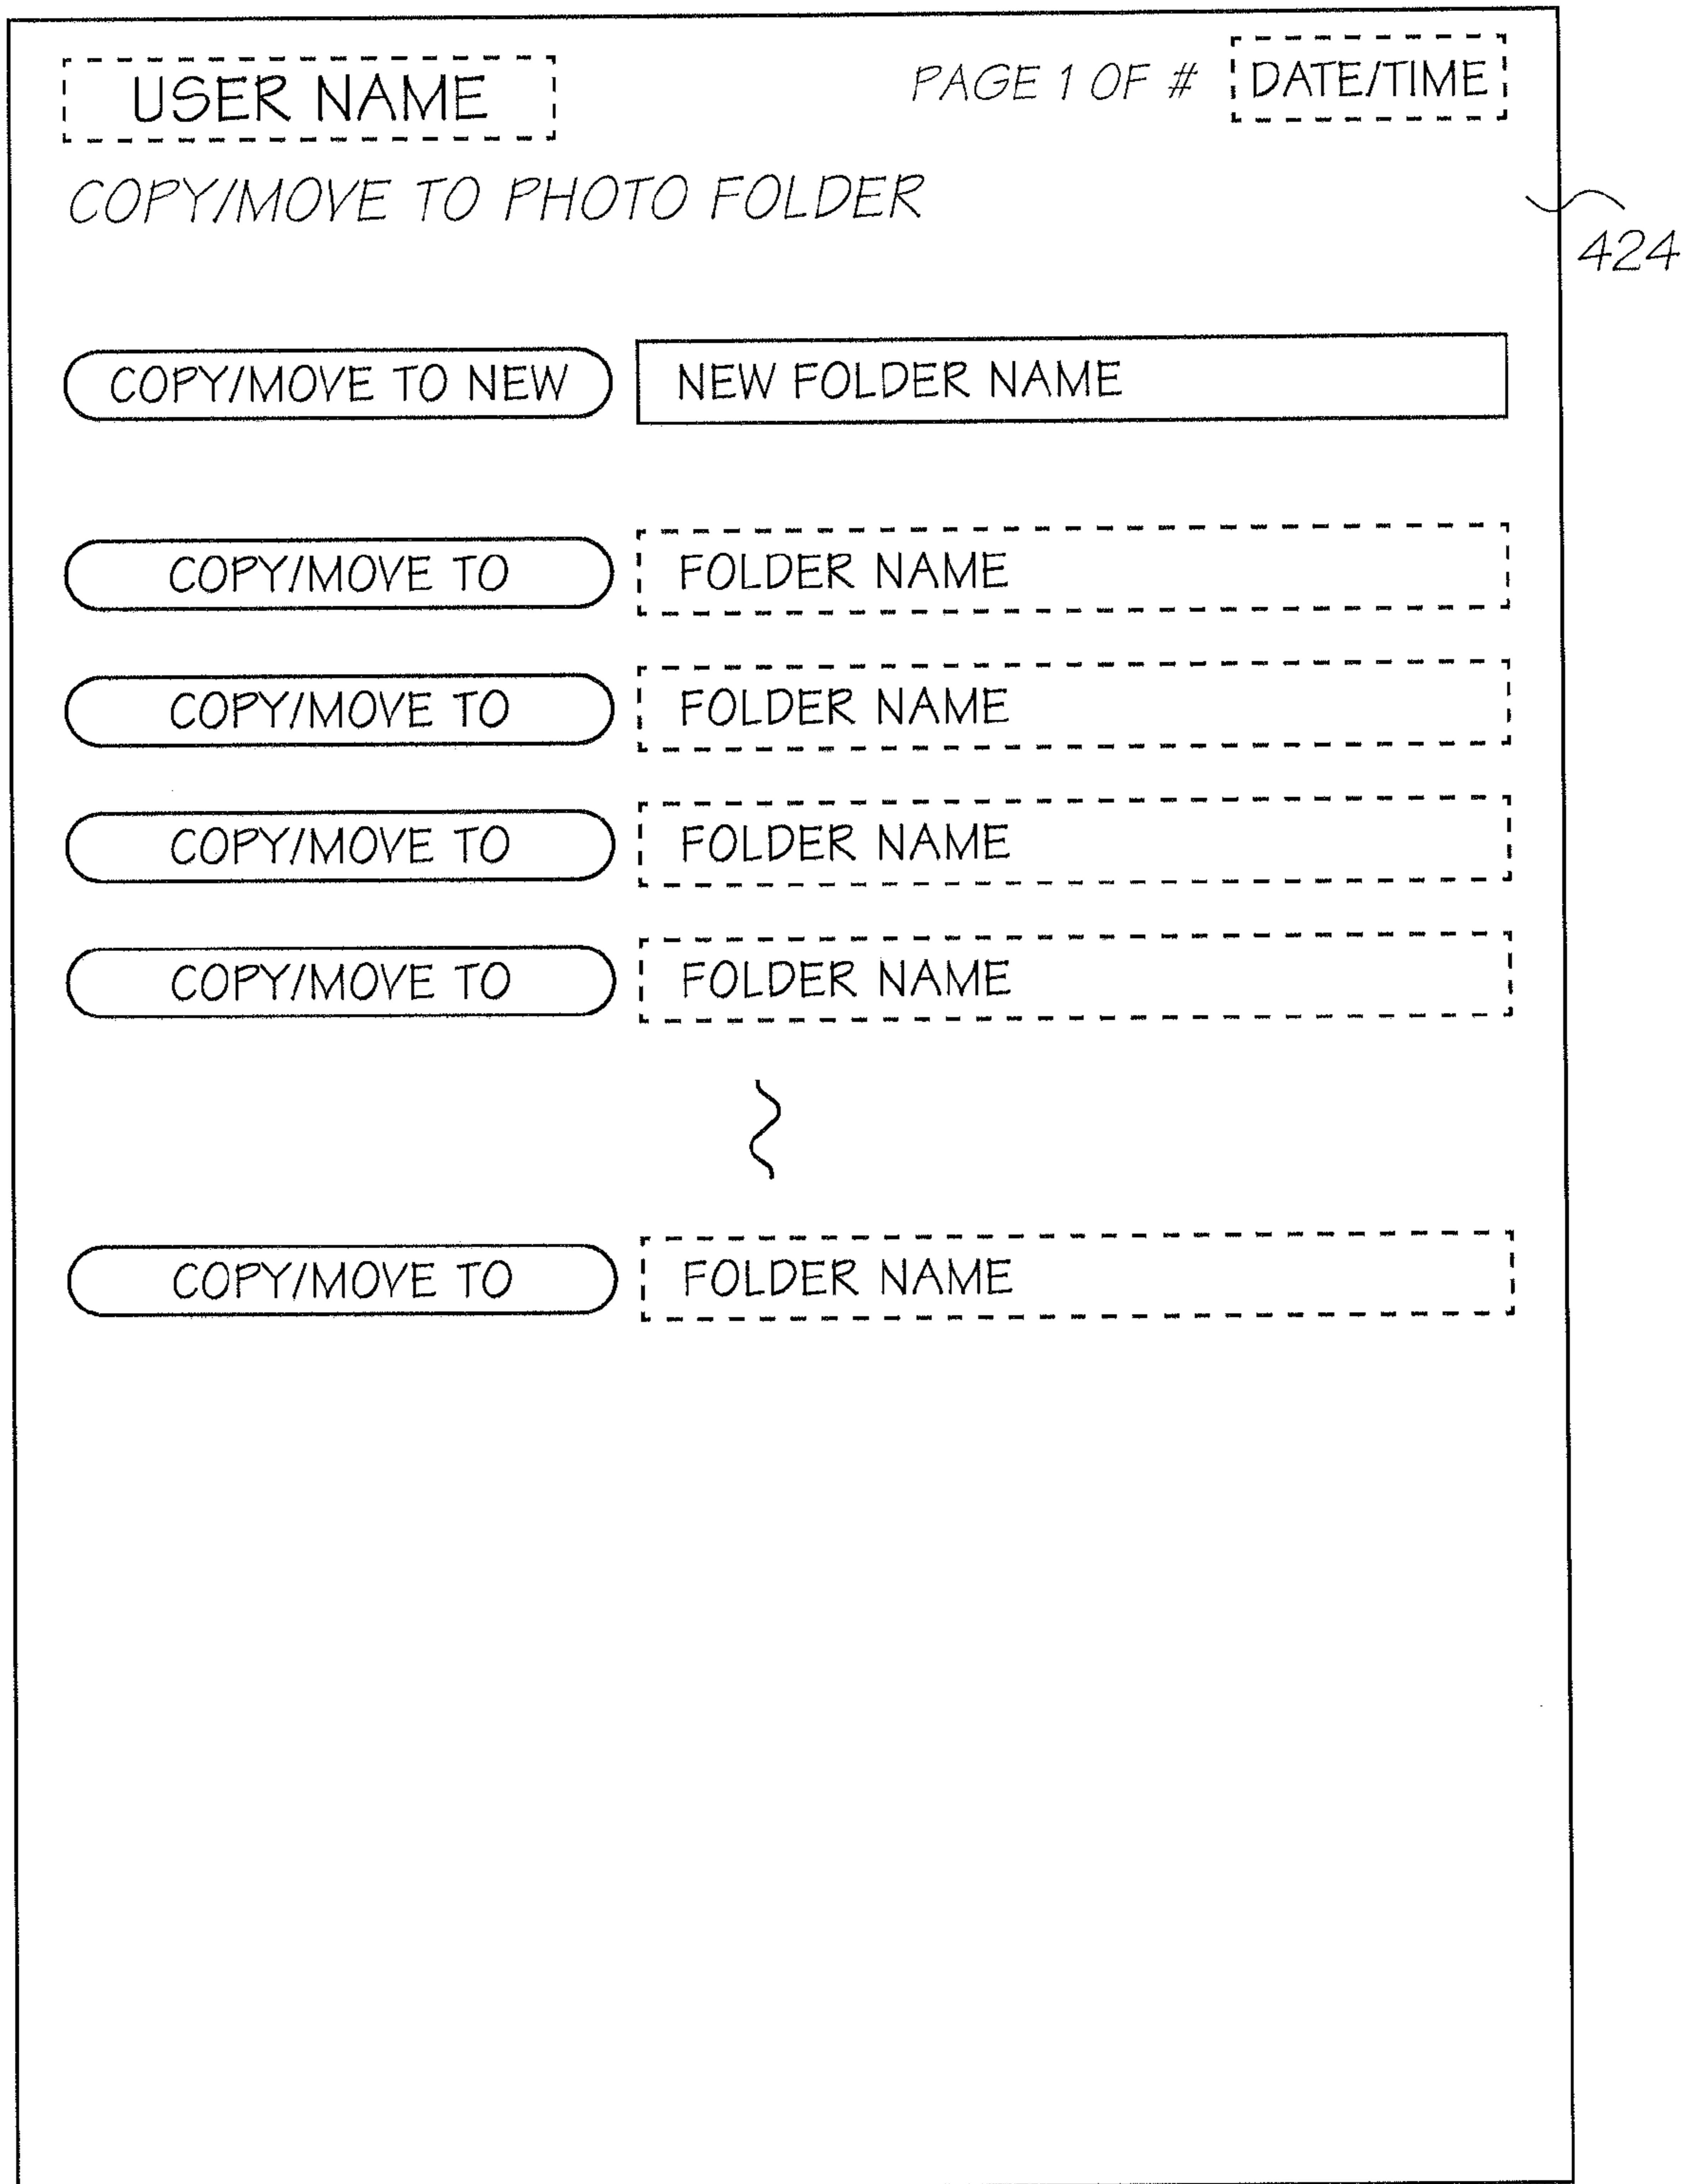 USER NAME PAGE 1 OF # DATE/TIME
COPY/MOVE TO PHOTO FOLDER
424
COPY/MOVE TO NEW NEW FOLDER NAME
COPY/MOVE TO FOLDER NAME
COPY/MOVE TO FOLDER NAME
COPY/MOVE TO FOLDER NAME
COPY/MOVE TO FOLDER NAME
COPY/MOVE TO FOLDER NAME